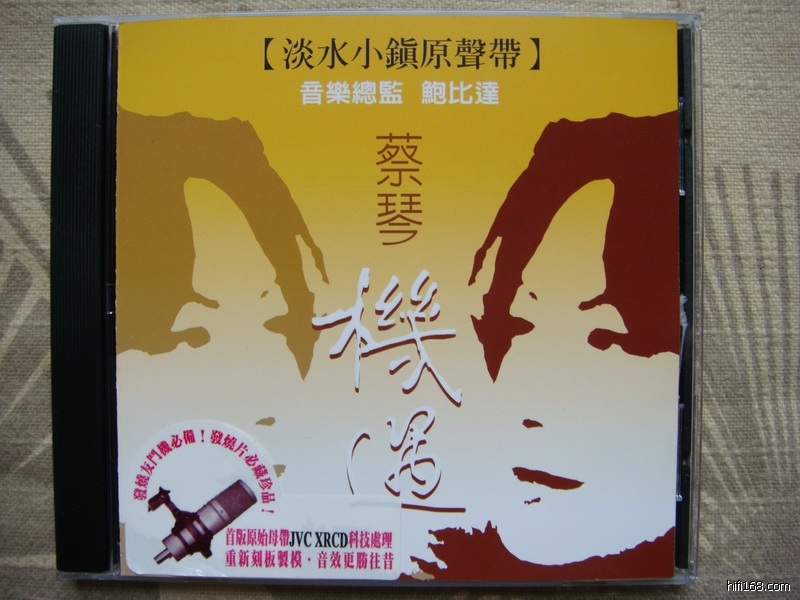 【淡水小鎮原聲帶】
音樂總監 鮑比達
蔡琴
機遇
發燒友鬥機必備！發燒片必藏珍品！
首版原始母帶JVC XRCD科技處理
重新刻板製模·音效更勝往昔
hifi168.com